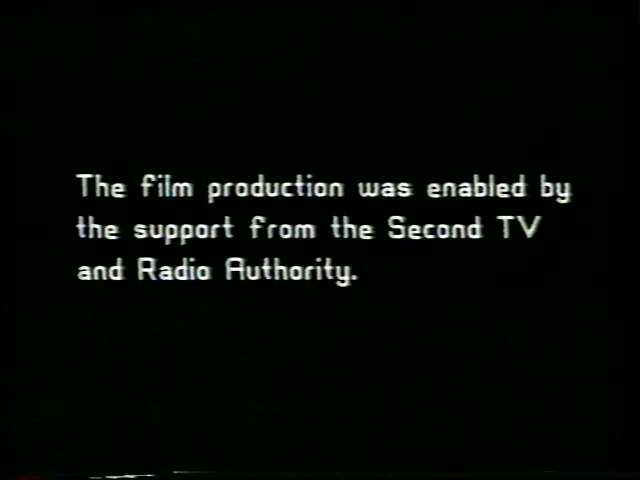 The film production was enabled by
the support from the Second TV
and Radio Authority.